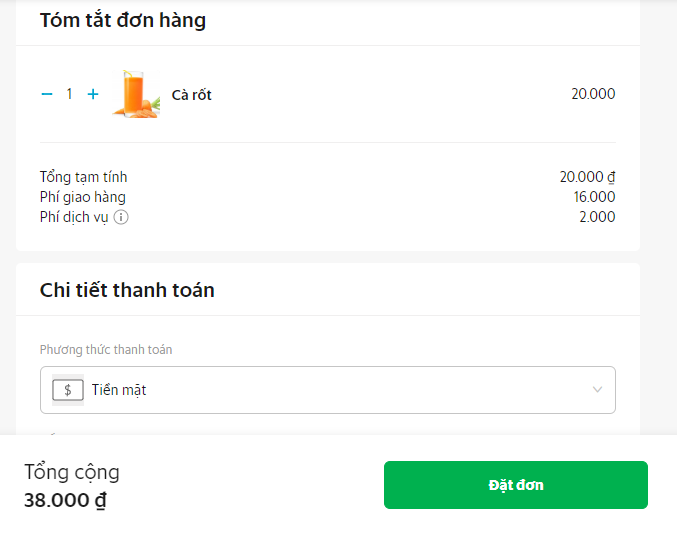 Tóm tắt đơn hàng
− 1 + Cà rốt 20.000
Tổng tạm tính 20.000 ₫
Phí giao hàng 16.000
Phí dịch vụ 2.000
Chi tiết thanh toán
Phương thức thanh toán
$ Tiền mặt
Tổng cộng
38.000 ₫
Đặt đơn